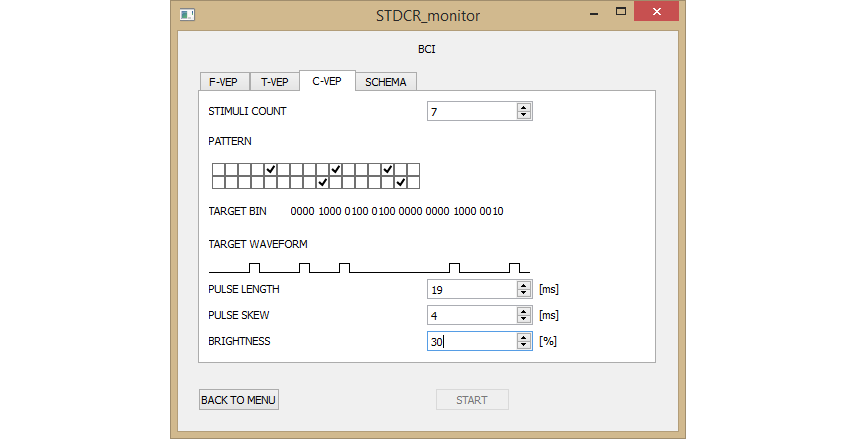 STDCR_monitor
BCI
F-VEP T-VEP C-VEP SCHEMA
STIMULI COUNT 7
PATTERN
TARGET BIN 0000 1000 0100 0100 0000 0000 1000 0010
TARGET WAVEFORM
PULSE LENGTH 19 [ms]
PULSE SKEW 4 [ms]
BRIGHTNESS 30 [%]
BACK TO MENU START